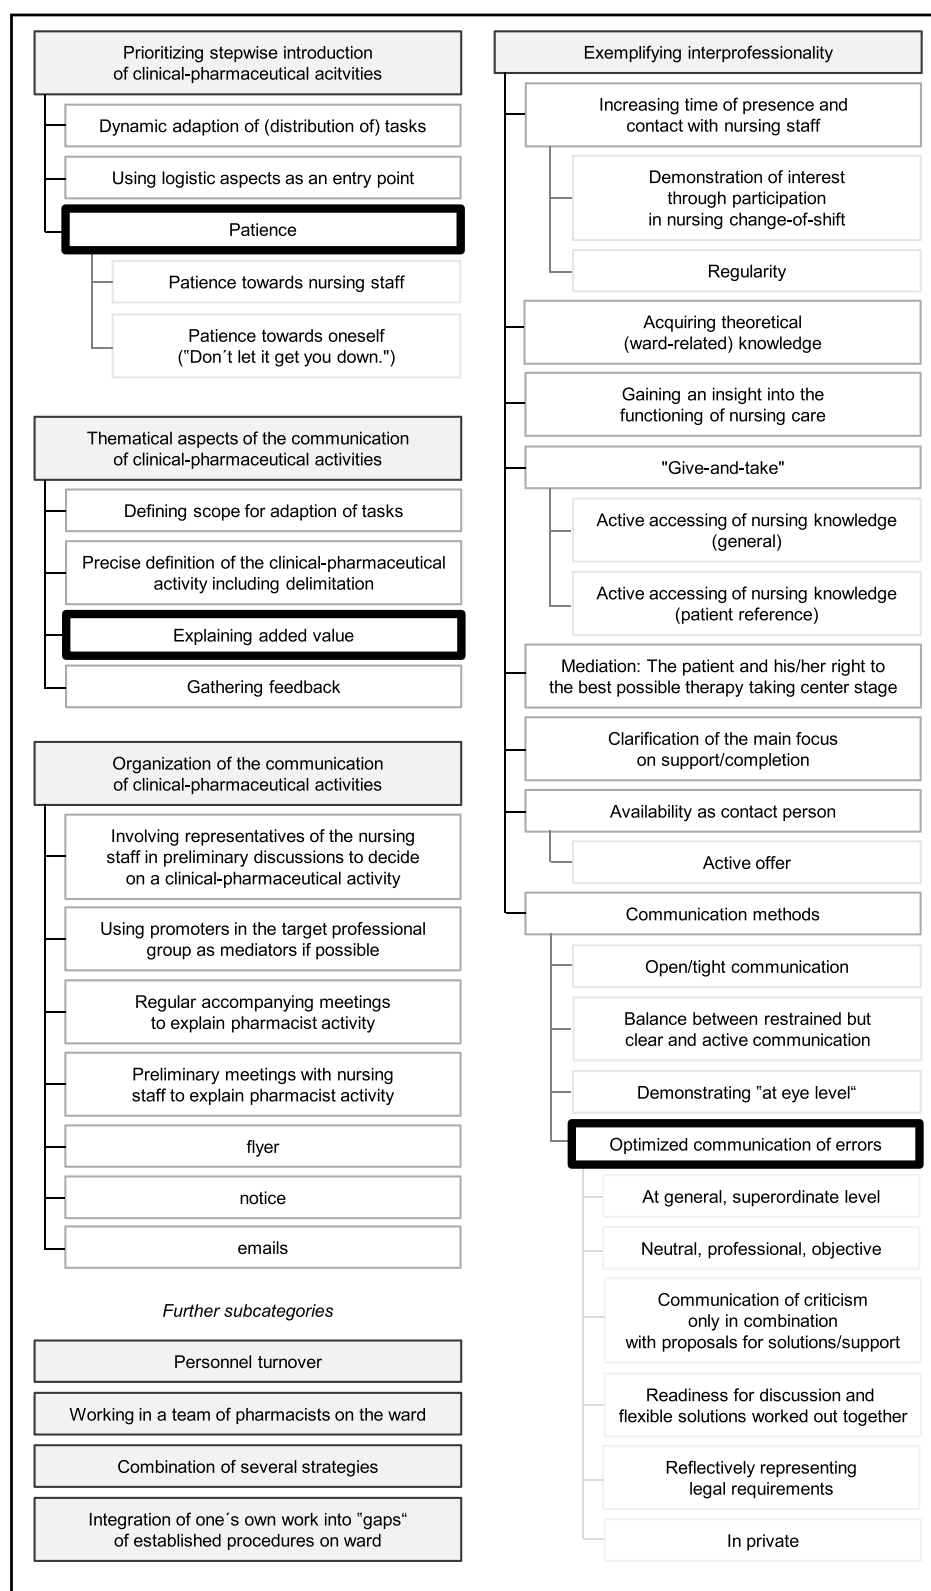 Prioritizing stepwise introduction
of clinical-pharmaceutical acitvities
Dynamic adaption of (distribution of) tasks
Using logistic aspects as an entry point
Patience
Patience towards nursing staff
Patience towards oneself
("Don´t let it get you down.")
Thematical aspects of the communication
of clinical-pharmaceutical activities
Defining scope for adaption of tasks
Precise definition of the clinical-pharmaceutical
activity including delimitation
Explaining added value
Gathering feedback
Organization of the communication
of clinical-pharmaceutical activities
Involving representatives of the nursing
staff in preliminary discussions to decide
on a clinical-pharmaceutical activity
Using promoters in the target professional
group as mediators if possible
Regular accompanying meetings
to explain pharmacist activity
Preliminary meetings with nursing
staff to explain pharmacist activity
flyer
notice
emails
Further subcategories
Personnel turnover
Working in a team of pharmacists on the ward
Combination of several strategies
Integration of one´s own work into "gaps“
of established procedures on ward
Exemplifying interprofessionality
Increasing time of presence and
contact with nursing staff
Demonstration of interest
through participation
in nursing change-of-shift
Regularity
Acquiring theoretical
(ward-related) knowledge
Gaining an insight into the
functioning of nursing care
"Give-and-take"
Active accessing of nursing knowledge
(general)
Active accessing of nursing knowledge
(patient reference)
Mediation: The patient and his/her right to
the best possible therapy taking center stage
Clarification of the main focus
on support/completion
Availability as contact person
Active offer
Communication methods
Open/tight communication
Balance between restrained but
clear and active communication
Demonstrating "at eye level“
Optimized communication of errors
At general, superordinate level
Neutral, professional, objective
Communication of criticism
only in combination
with proposals for solutions/support
Readiness for discussion and
flexible solutions worked out together
Reflectively representing
legal requirements
In private